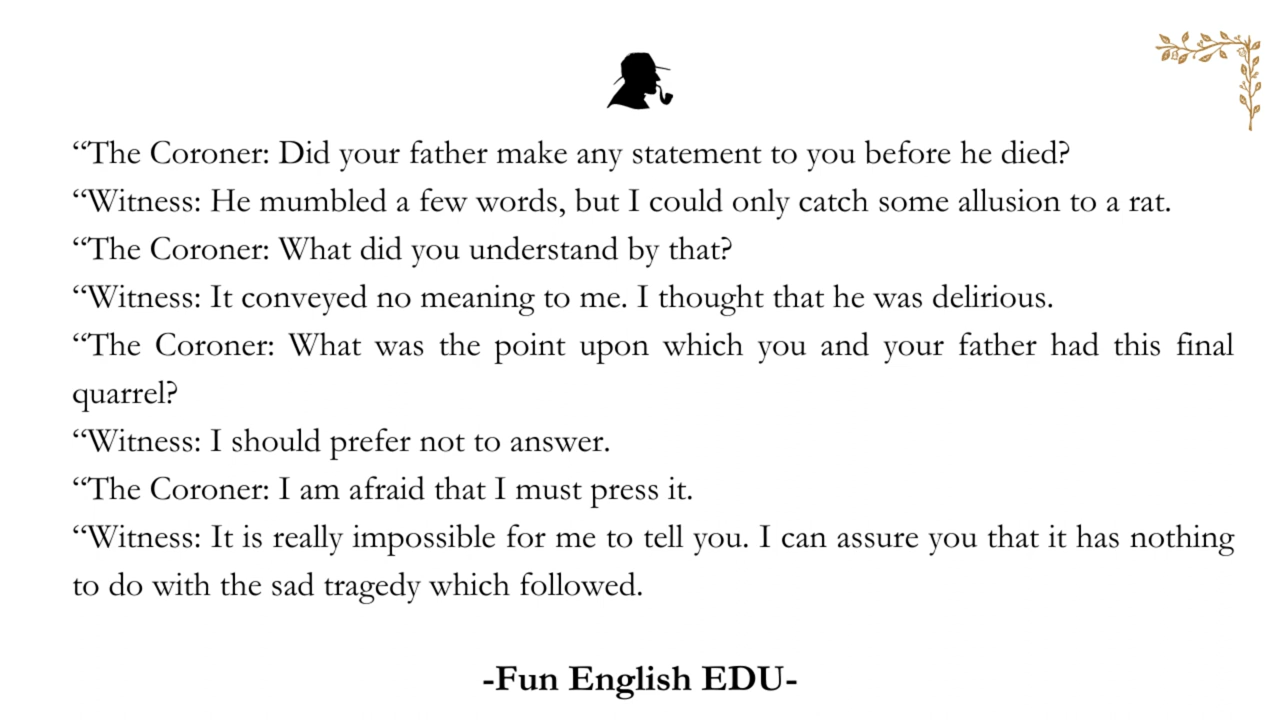 “The Coroner: Did your father make any statement to you before he died?
“Witness: He mumbled a few words, but I could only catch some allusion to a rat.
“The Coroner: What did you understand by that?
“Witness: It conveyed no meaning to me. I thought that he was delirious.
“The Coroner: What was the point upon which you and your father had this final
quarrel?
“Witness: I should prefer not to answer.
“The Coroner: I am afraid that I must press it.
“Witness: It is really impossible for me to tell you. I can assure you that it has nothing
to do with the sad tragedy which followed.
-Fun English EDU-